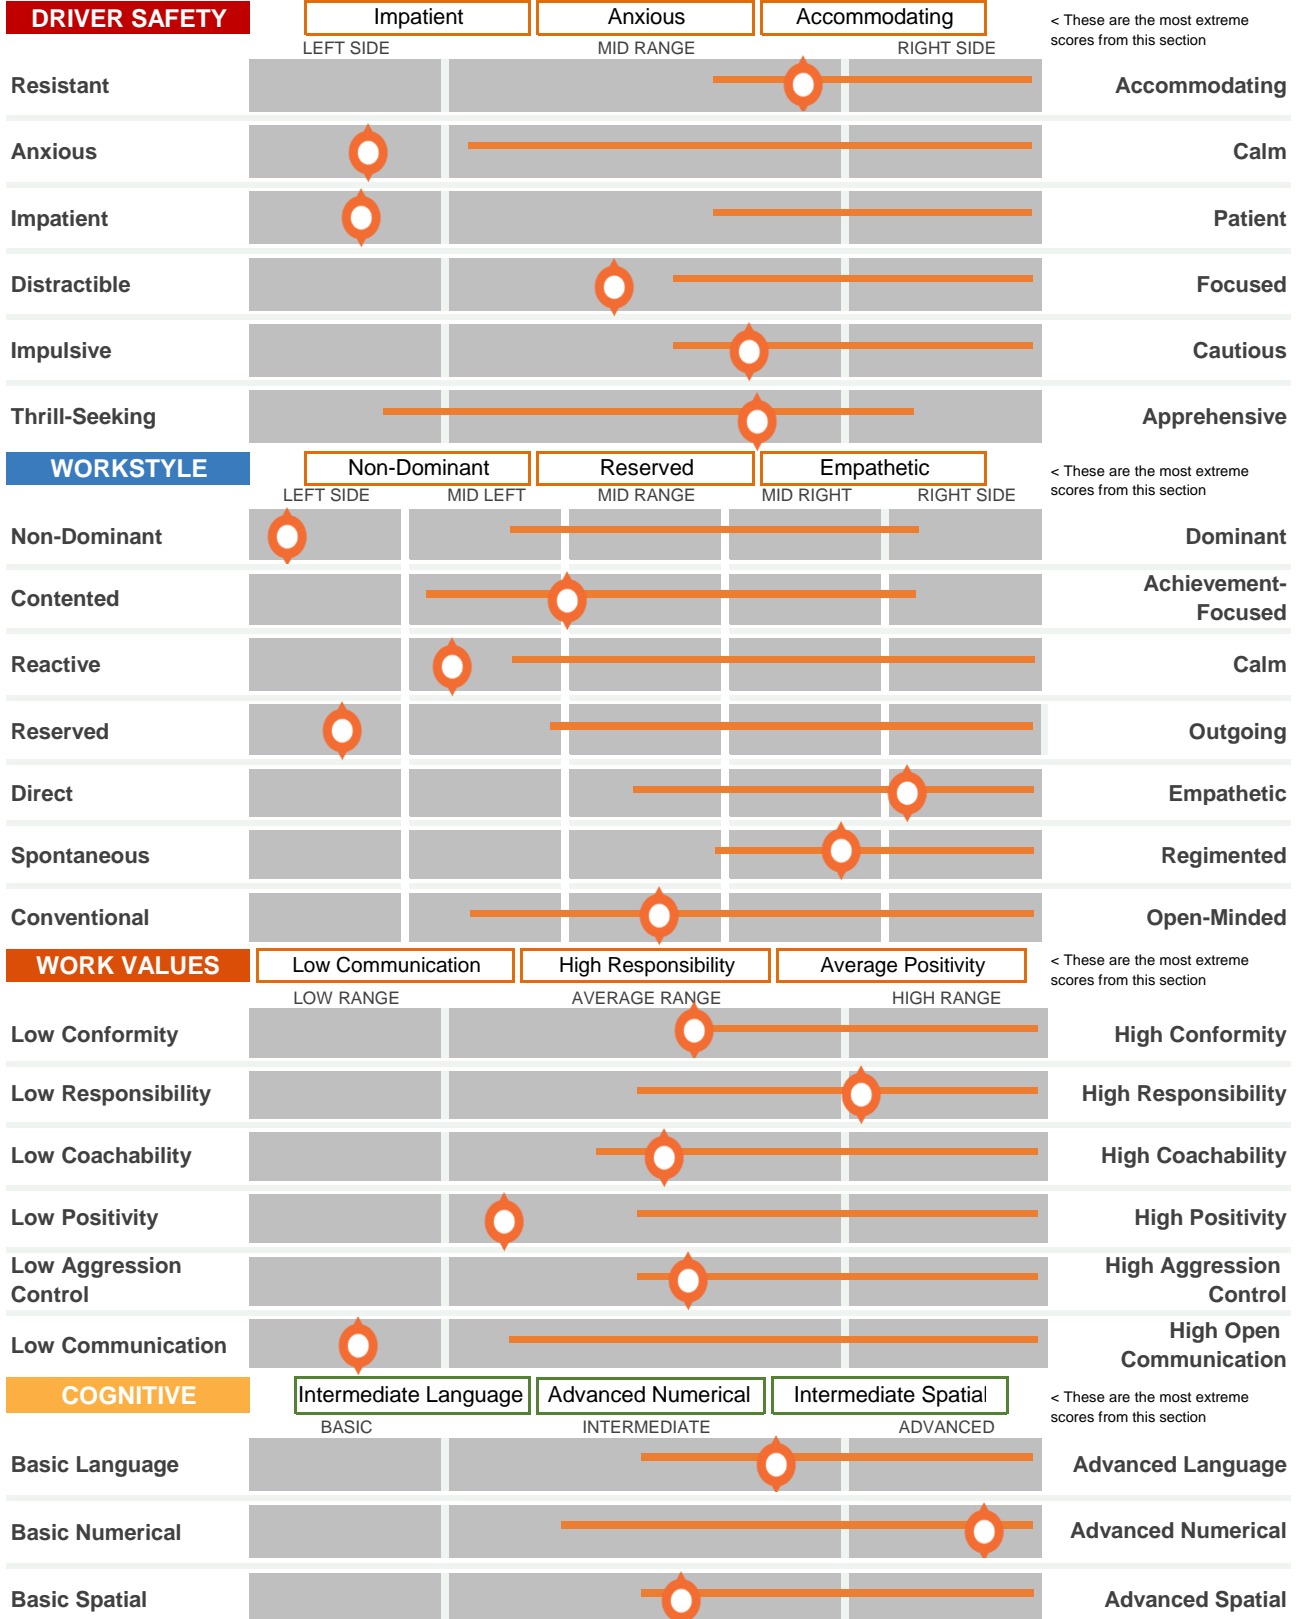 DRIVER SAFETY
Impatient
Anxious
Accommodating
< These are the most extreme
scores from this section
LEFT SIDE
MID RANGE
RIGHT SIDE
Resistant
Accommodating
Anxious
Calm
Impatient
Patient
Distractible
Focused
Impulsive
Cautious
Thrill-Seeking
Apprehensive
WORKSTYLE
Non-Dominant
Reserved
Empathetic
< These are the most extreme
scores from this section
LEFT SIDE
MID LEFT
MID RANGE
MID RIGHT
RIGHT SIDE
Non-Dominant
Dominant
Contented
Achievement-
Focused
Reactive
Calm
Reserved
Outgoing
Direct
Empathetic
Spontaneous
Regimented
Conventional
Open-Minded
WORK VALUES
Low Communication
High Responsibility
Average Positivity
< These are the most extreme
scores from this section
LOW RANGE
AVERAGE RANGE
HIGH RANGE
Low Conformity
High Conformity
Low Responsibility
High Responsibility
Low Coachability
High Coachability
Low Positivity
High Positivity
Low Aggression
Control
High Aggression
Control
Low Communication
High Open
Communication
COGNITIVE
Intermediate Language
Advanced Numerical
Intermediate Spatial
< These are the most extreme
scores from this section
BASIC
INTERMEDIATE
ADVANCED
Basic Language
Advanced Language
Basic Numerical
Advanced Numerical
Basic Spatial
Advanced Spatial